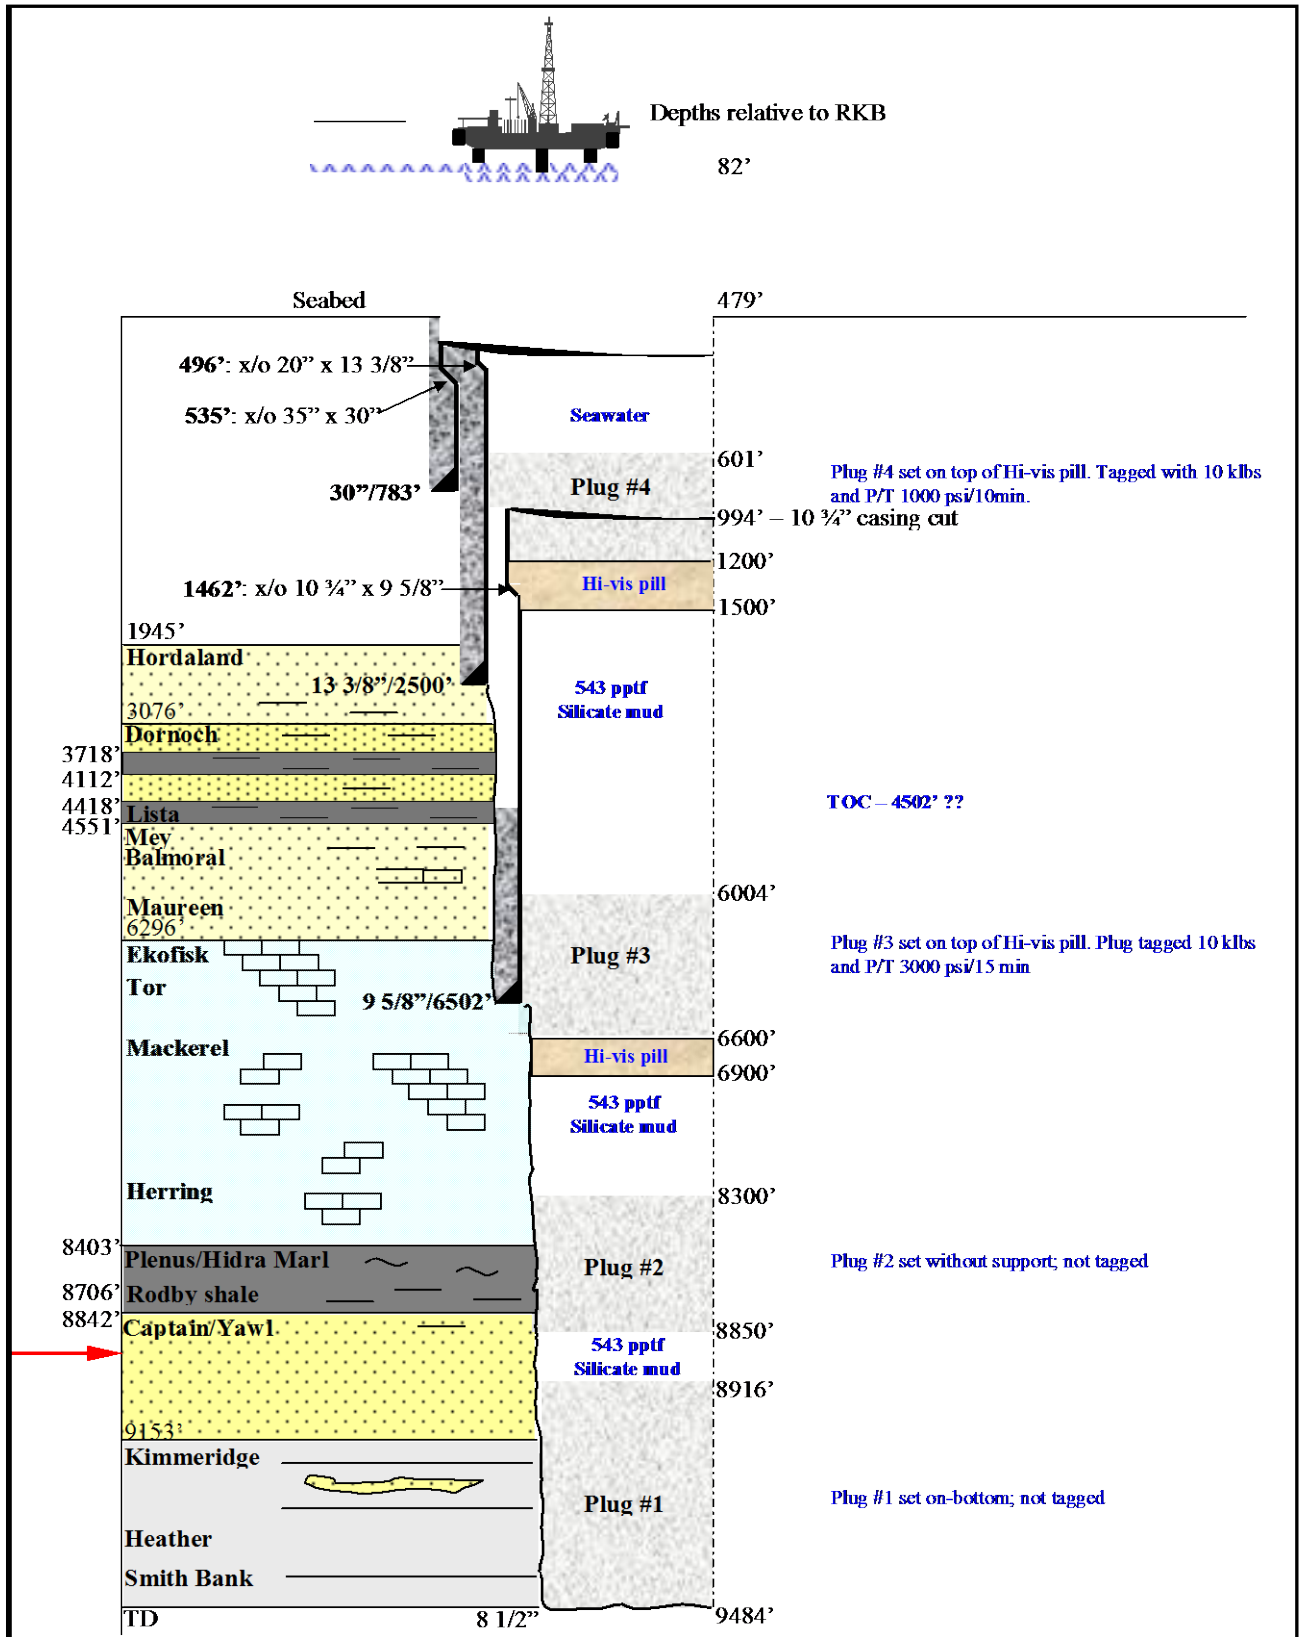 Depths relative to RKB
82’
Seabed
479’
496’: x/o 20” x 13 3/8”
535’: x/o 35” x 30”
Seawater
601’
Plug #4
Plug #4 set on top of Hi-vis pill. Tagged with 10 klbs
and P/T 1000 psi/10min.
30”/783’
994’ – 10 ¾” casing cut
1200’
1462’: x/o 10 ¾” x 9 5/8”
Hi-vis pill
1500’
1945’
Hordaland
13 3/8”/2500’
543 pptf
Silicate mud
3076’
Dornoch
3718’
4112’
4418’
Lista
TOC – 4502’ ??
4551’
Mey
Balmoral
6004’
Maureen
6296’
Ekofisk
Plug #3
Plug #3 set on top of Hi-vis pill. Plug tagged 10 klbs
and P/T 3000 psi/15 min
Tor
9 5/8”/6502’
6600’
Mackerel
Hi-vis pill
6900’
543 pptf
Silicate mud
Herring
8300’
8403’
Plenus/Hidra Marl
Plug #2
Plug #2 set without support; not tagged
8706’
Rodby shale
8842’
Captain/Yawl
8850’
543 pptf
Silicate mud
8916’
9153’
Kimmeridge
Plug #1
Plug #1 set on-bottom; not tagged
Heather
Smith Bank
TD
8 1/2”
9484’